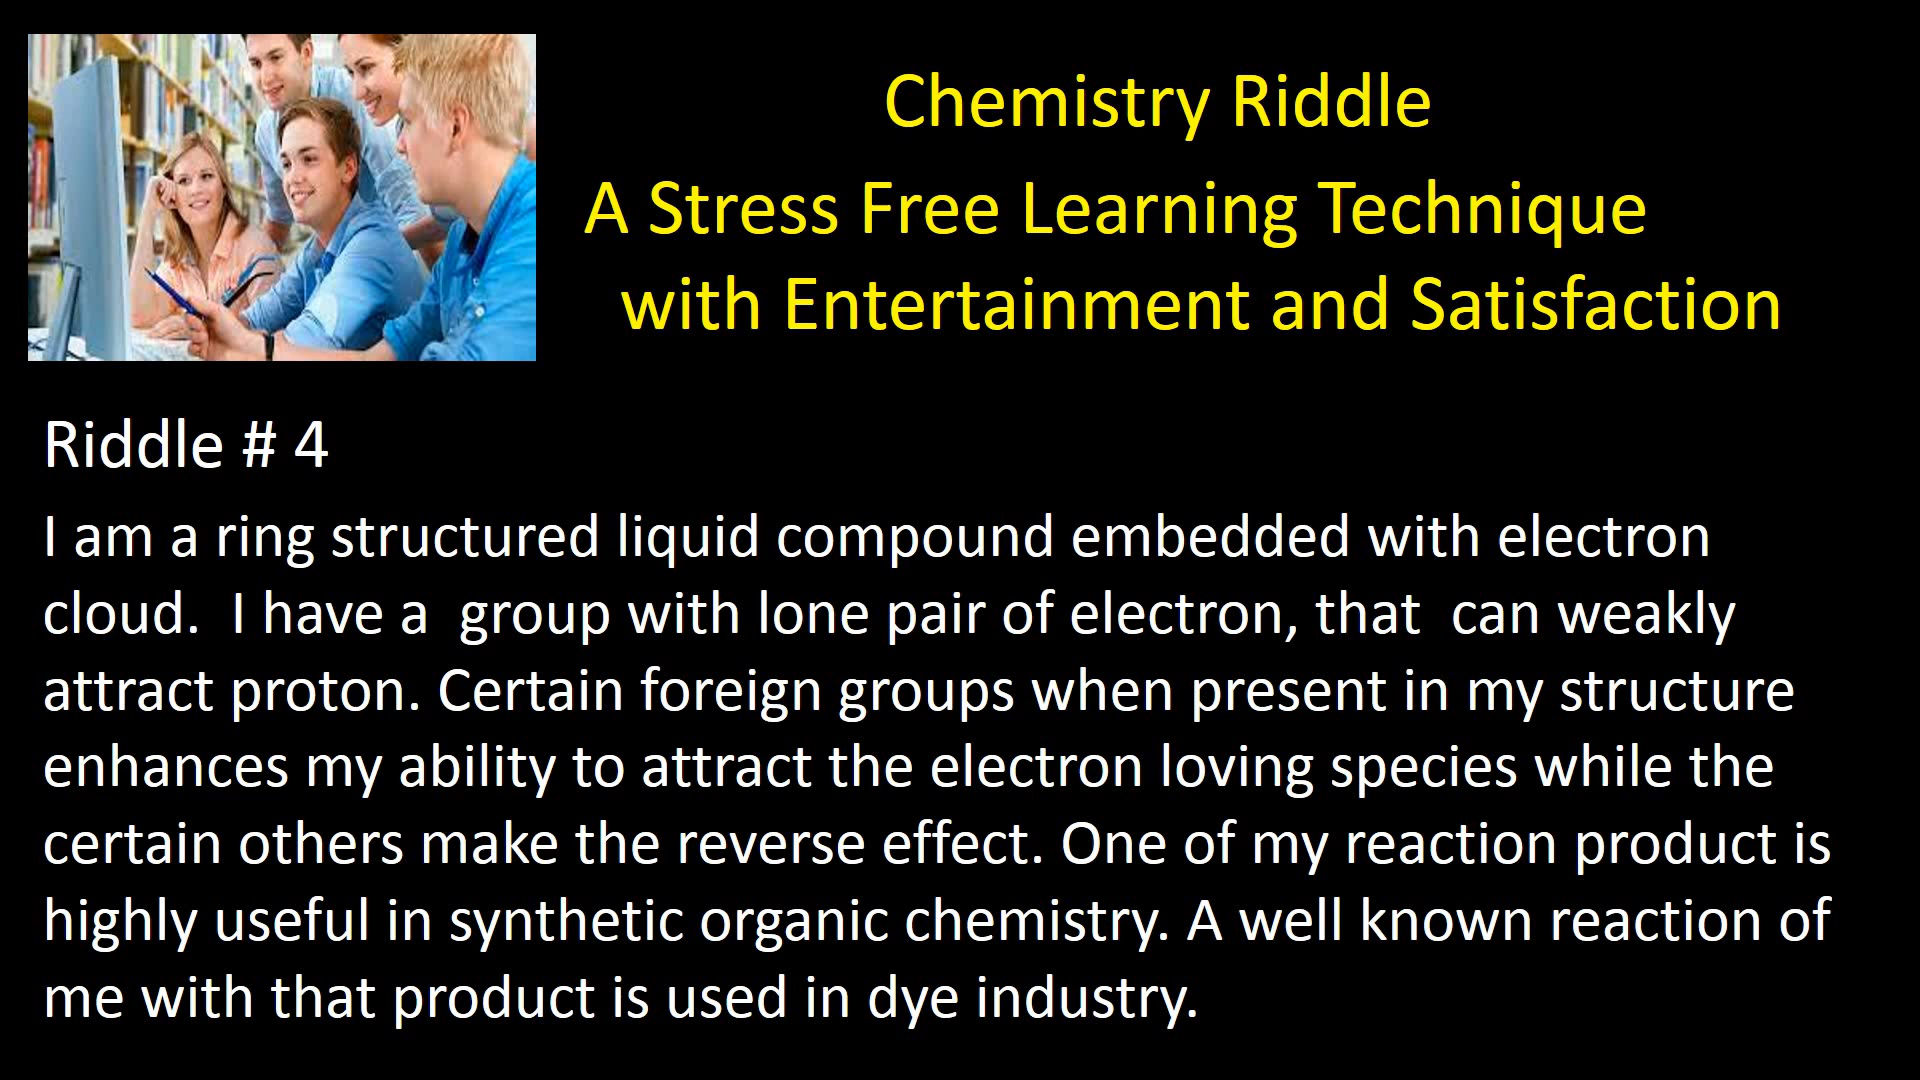 Chemistry Riddle
A Stress Free Learning Technique
with Entertainment and Satisfaction
Riddle # 4
I am a ring structured liquid compound embedded with electron
cloud.  I have a  group with lone pair of electron, that  can weakly
attract proton. Certain foreign groups when present in my structure
enhances my ability to attract the electron loving species while the
certain others make the reverse effect. One of my reaction product is
highly useful in synthetic organic chemistry. A well known reaction of
me with that product is used in dye industry.